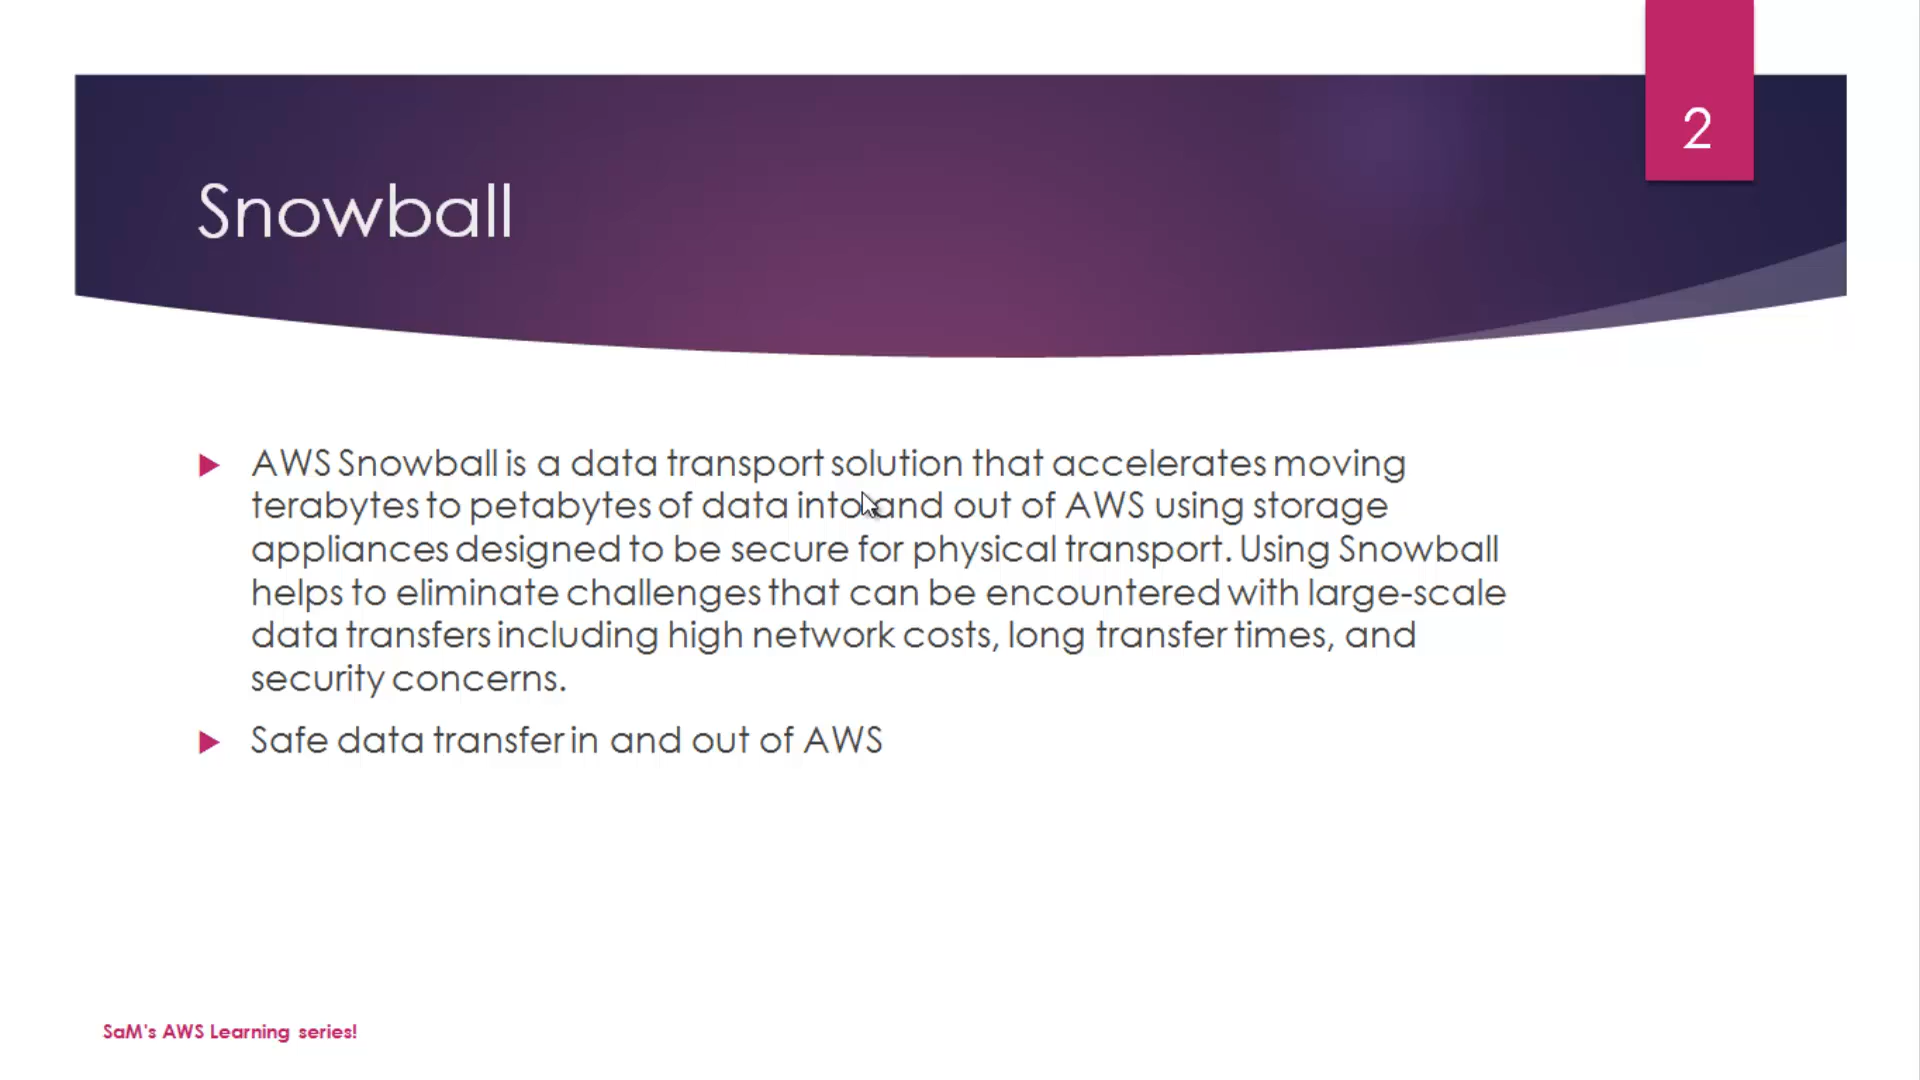 2
Snowball
AWS Snowball is a data transport solution that accelerates moving
terabytes to petabytes of data into and out of AWS using storage
appliances designed to be secure for physical transport. Using Snowball
helps to eliminate challenges that can be encountered with large-scale
data transfers including high network costs, long transfer times, and
security concerns.
Safe data transfer in and out of AWS
SaM's AWS Learning series!